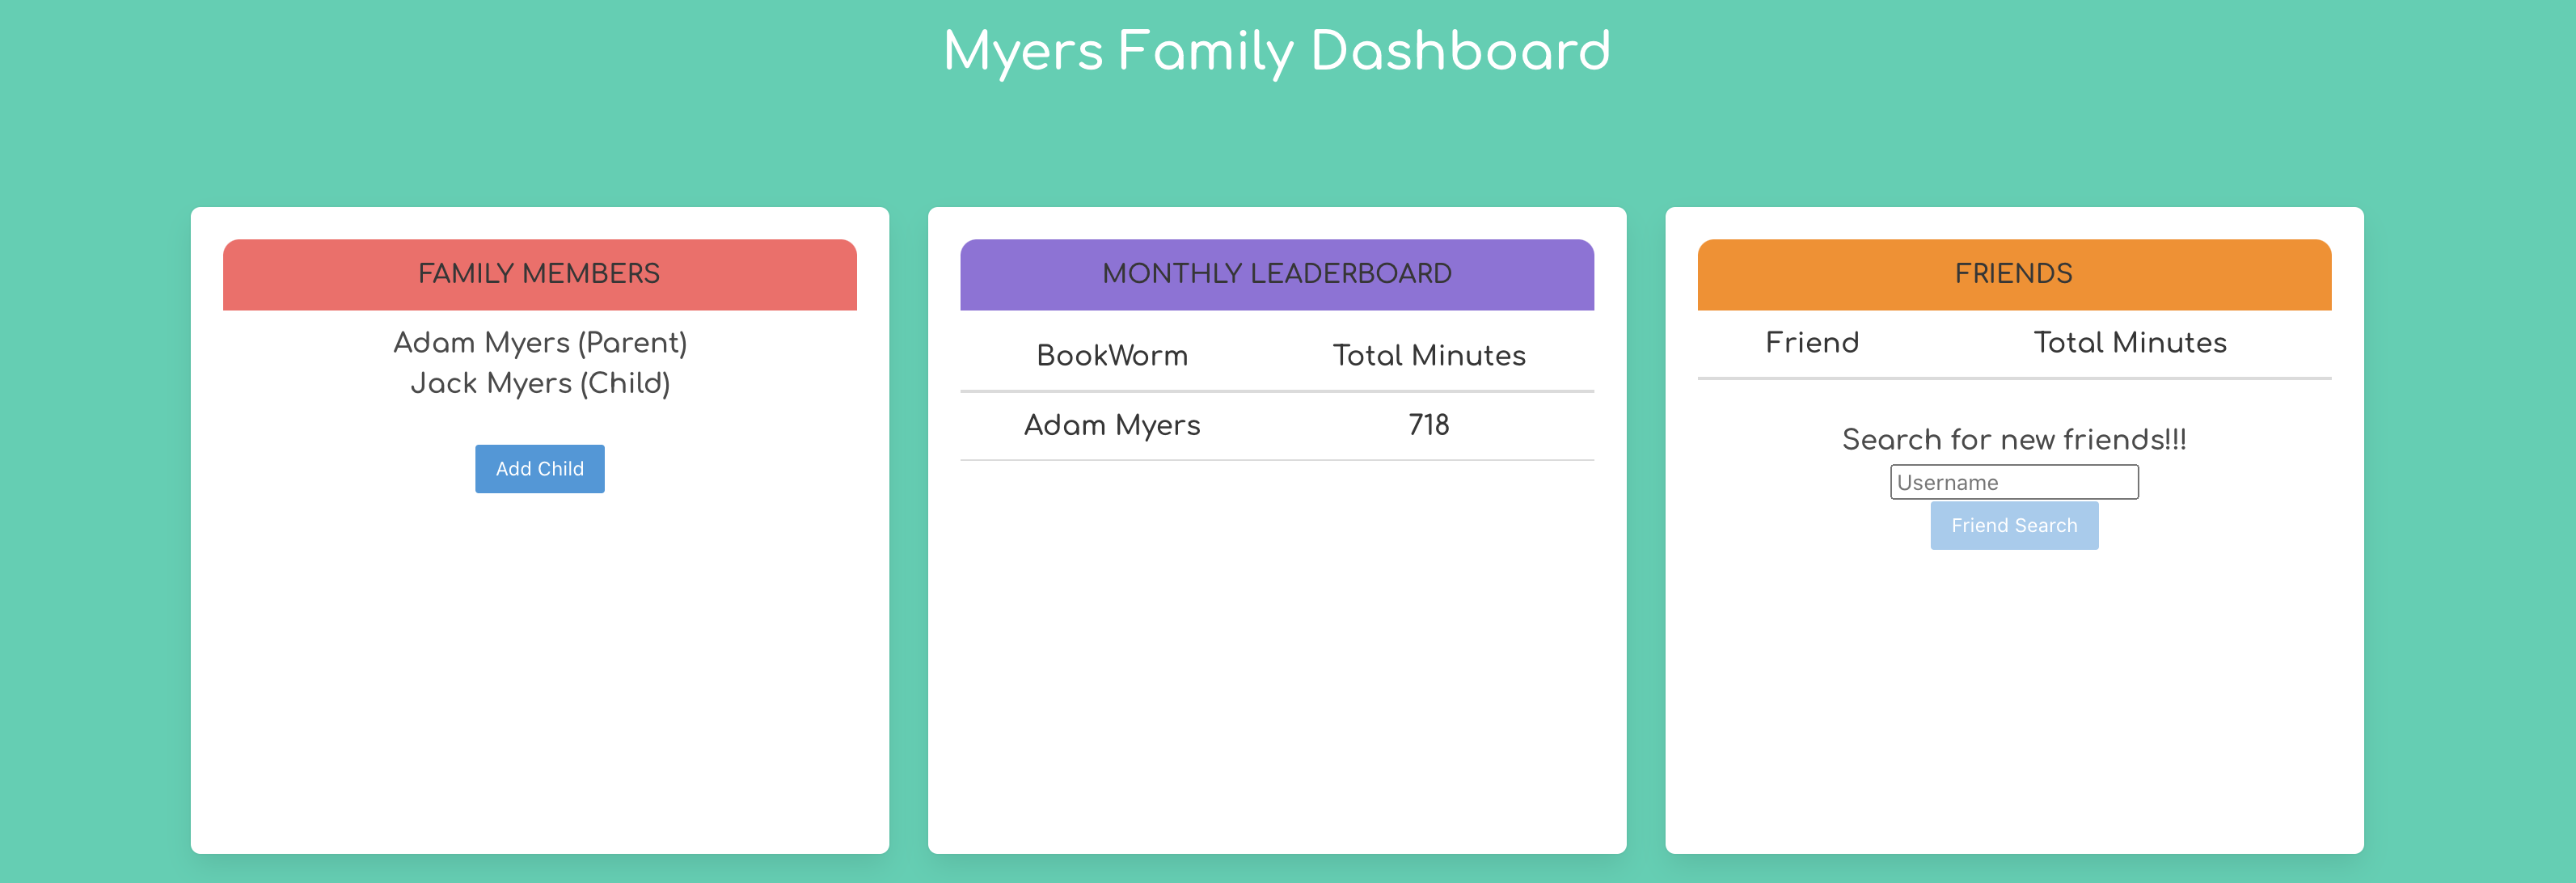 Myers Family Dashboard
FAMILY MEMBERS
Adam Myers (Parent)
Jack Myers (Child)
Add Child
MONTHLY LEADERBOARD
BookWorm Total Minutes
Adam Myers 718
FRIENDS
Friend Total Minutes
Search for new friends!!!
Username
Friend Search